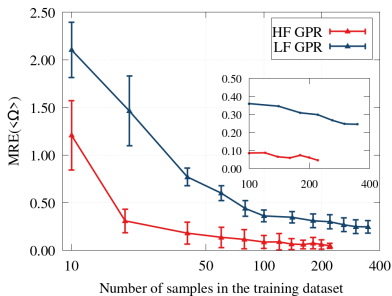 2.50
2.00
1.50
1.00
0.50
0.00
MRE(<Ω>)
HF GPR
LF GPR
0.50
0.40
0.30
0.20
0.10
0.00
100 200 400
10 50 100 200 400
Number of samples in the training dataset